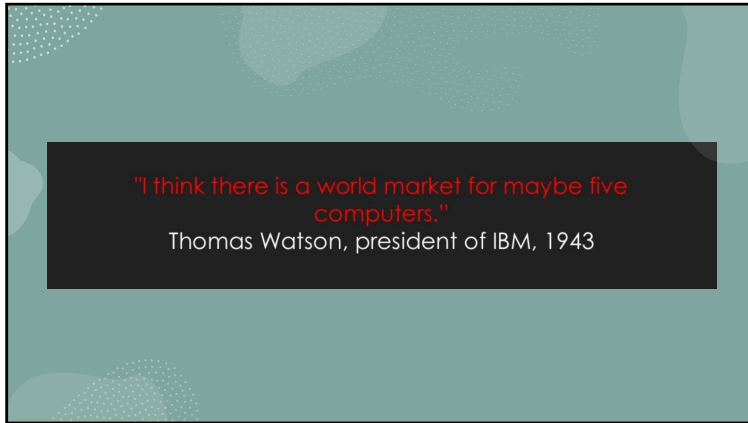 "I think there is a world market for maybe five
computers."
Thomas Watson, president of IBM, 1943